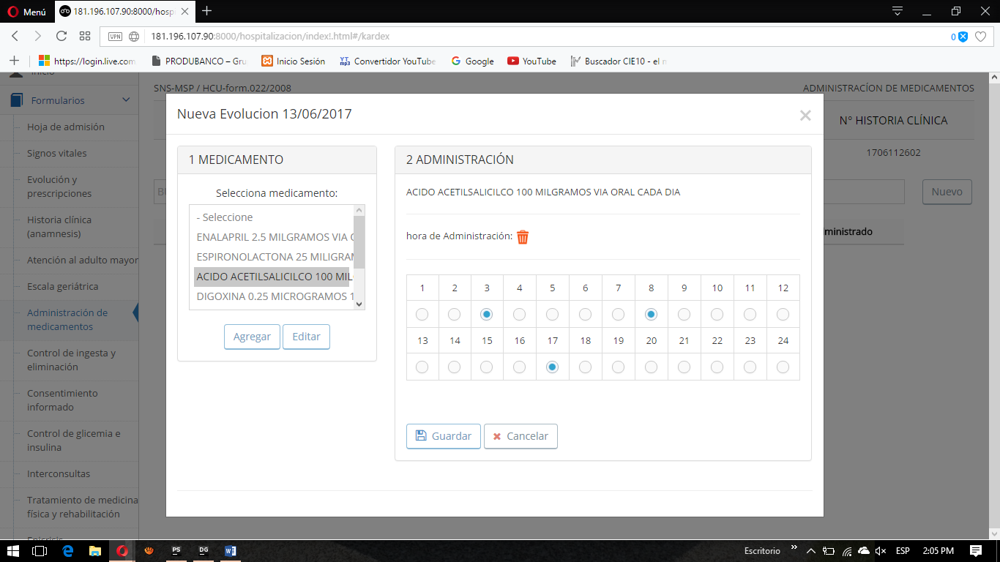 Menú
181.196.107.90:8000/hosp
VPN
181.196.107.90:8000/hospitalizacion/index!.html#/kardex
0
https://login.live.com
PRODUBANCO – Gru
Inicio Sesión
Convertidor YouTube
Google
YouTube
Buscador CIE10 - el n
Inicio
Formularios
Hoja de admisión
Signos vitales
Evolución y
prescripciones
Historia clínica
(anamnesis)
Atención al adulto mayor
Escala geriátrica
Administración de
medicamentos
Control de ingesta y
eliminación
Consentimiento
informado
Control de glicemia e
insulina
Interconsultas
Tratamiento de medicina
física y rehabilitación
Epicrisis
SNS-MSP / HCU-form.022/2008
ADMINISTRACÍON DE MEDICAMENTOS
N° HISTORIA CLÍNICA
1706112602
Nuevo
ministrado
Nueva Evolucion 13/06/2017
1 MEDICAMENTO
Selecciona medicamento:
- Seleccione
ENALAPRIL 2.5 MILGRAMOS VIA O
ESPIRONOLACTONA 25 MILIGRAM
ACIDO ACETILSALICILCO 100 MIL
DIGOXINA 0.25 MICROGRAMOS 1
Agregar
Editar
2 ADMINISTRACIÓN
ACIDO ACETILSALICILCO 100 MILGRAMOS VIA ORAL CADA DIA
hora de Administración:
1 2 3 4 5 6 7 8 9 10 11 12
13 14 15 16 17 18 19 20 21 22 23 24
Guardar
Cancelar
PS
DG
Escritorio
ESP
2:05 PM